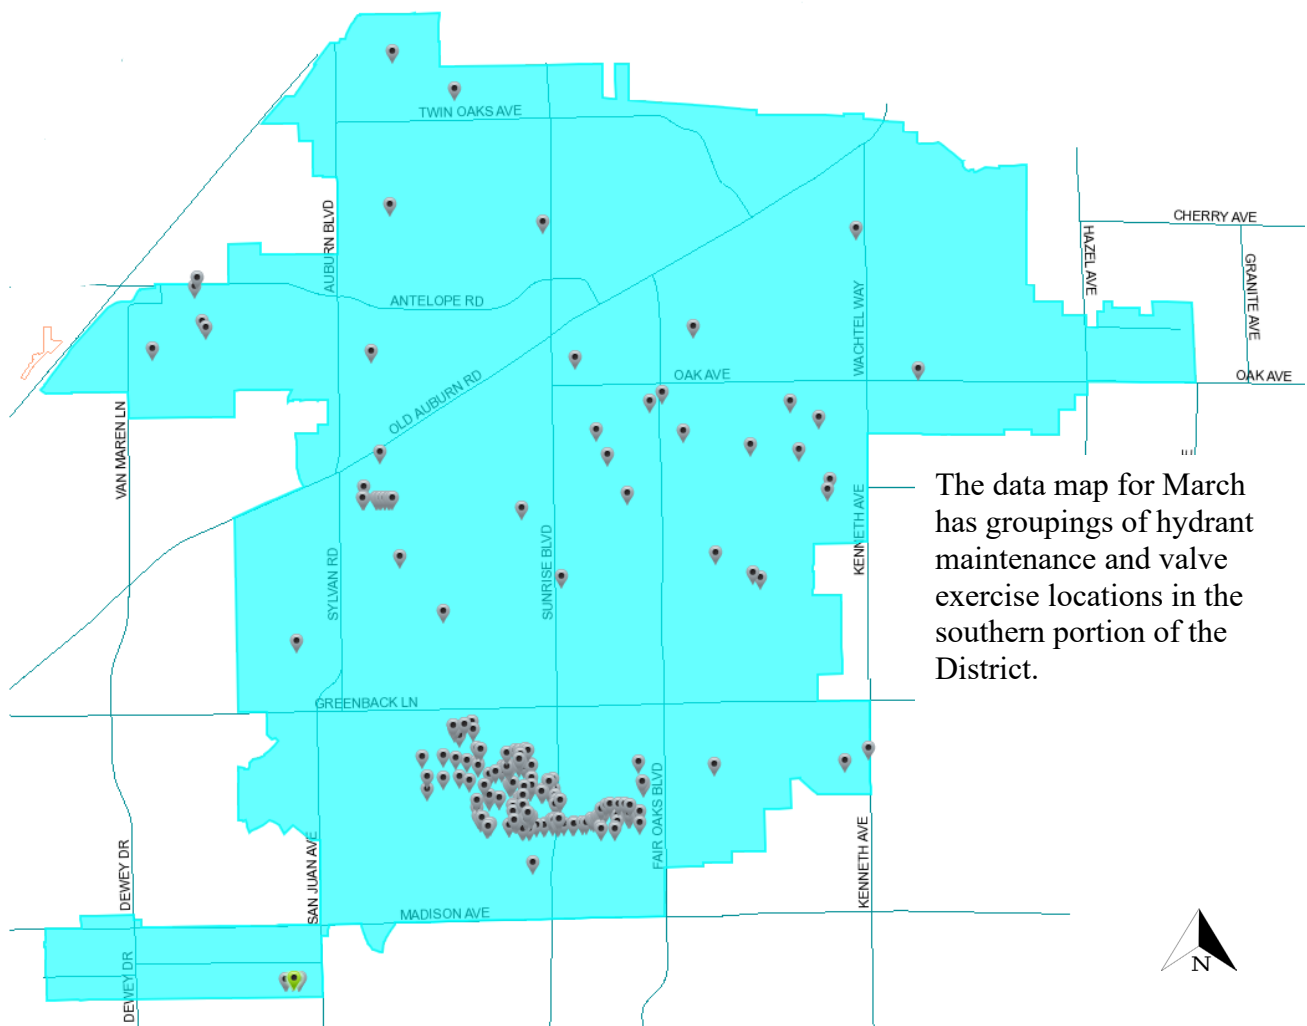 TWIN OAKS AVE
AUBURN BLVD
CHERRY AVE
HAZEL AVE
GRANITE AVE
ANTELOPE RD
WACHTEL WAY
OAK AVE
OAK AVE
OLD AUBURN RD
VAN MAREN LN
The data map for March
has groupings of hydrant
maintenance and valve
exercise locations in the
southern portion of the
District.
KENNETH AVE
SYLVAN RD
SUNRISE BLVD
GREENBACK LN
FAIR OAKS BLVD
DEWEY DR
SAN JUAN AVE
KENNETH AVE
MADISON AVE
DEWEY DR
N